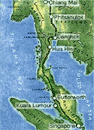 Chiang Mai
Phitsanulok
Bangkok
Hua Hin
Butterworth
Kuala Lumpur
Singapore